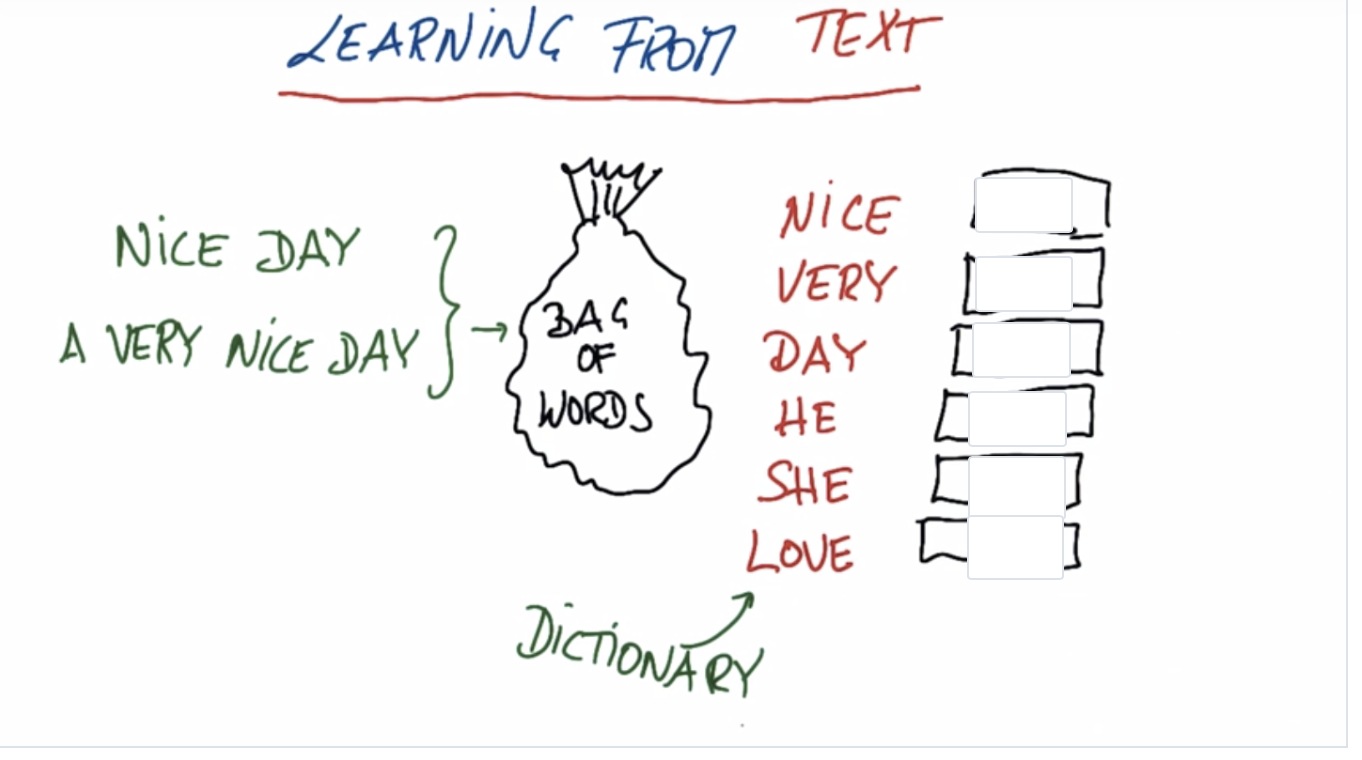 LEARNING FROM TEXT
NICE DAY
A VERY NICE DAY
BAG
OF
WORDS
NICE
VERY
DAY
HE
SHE
LOVE
DICTIONARY